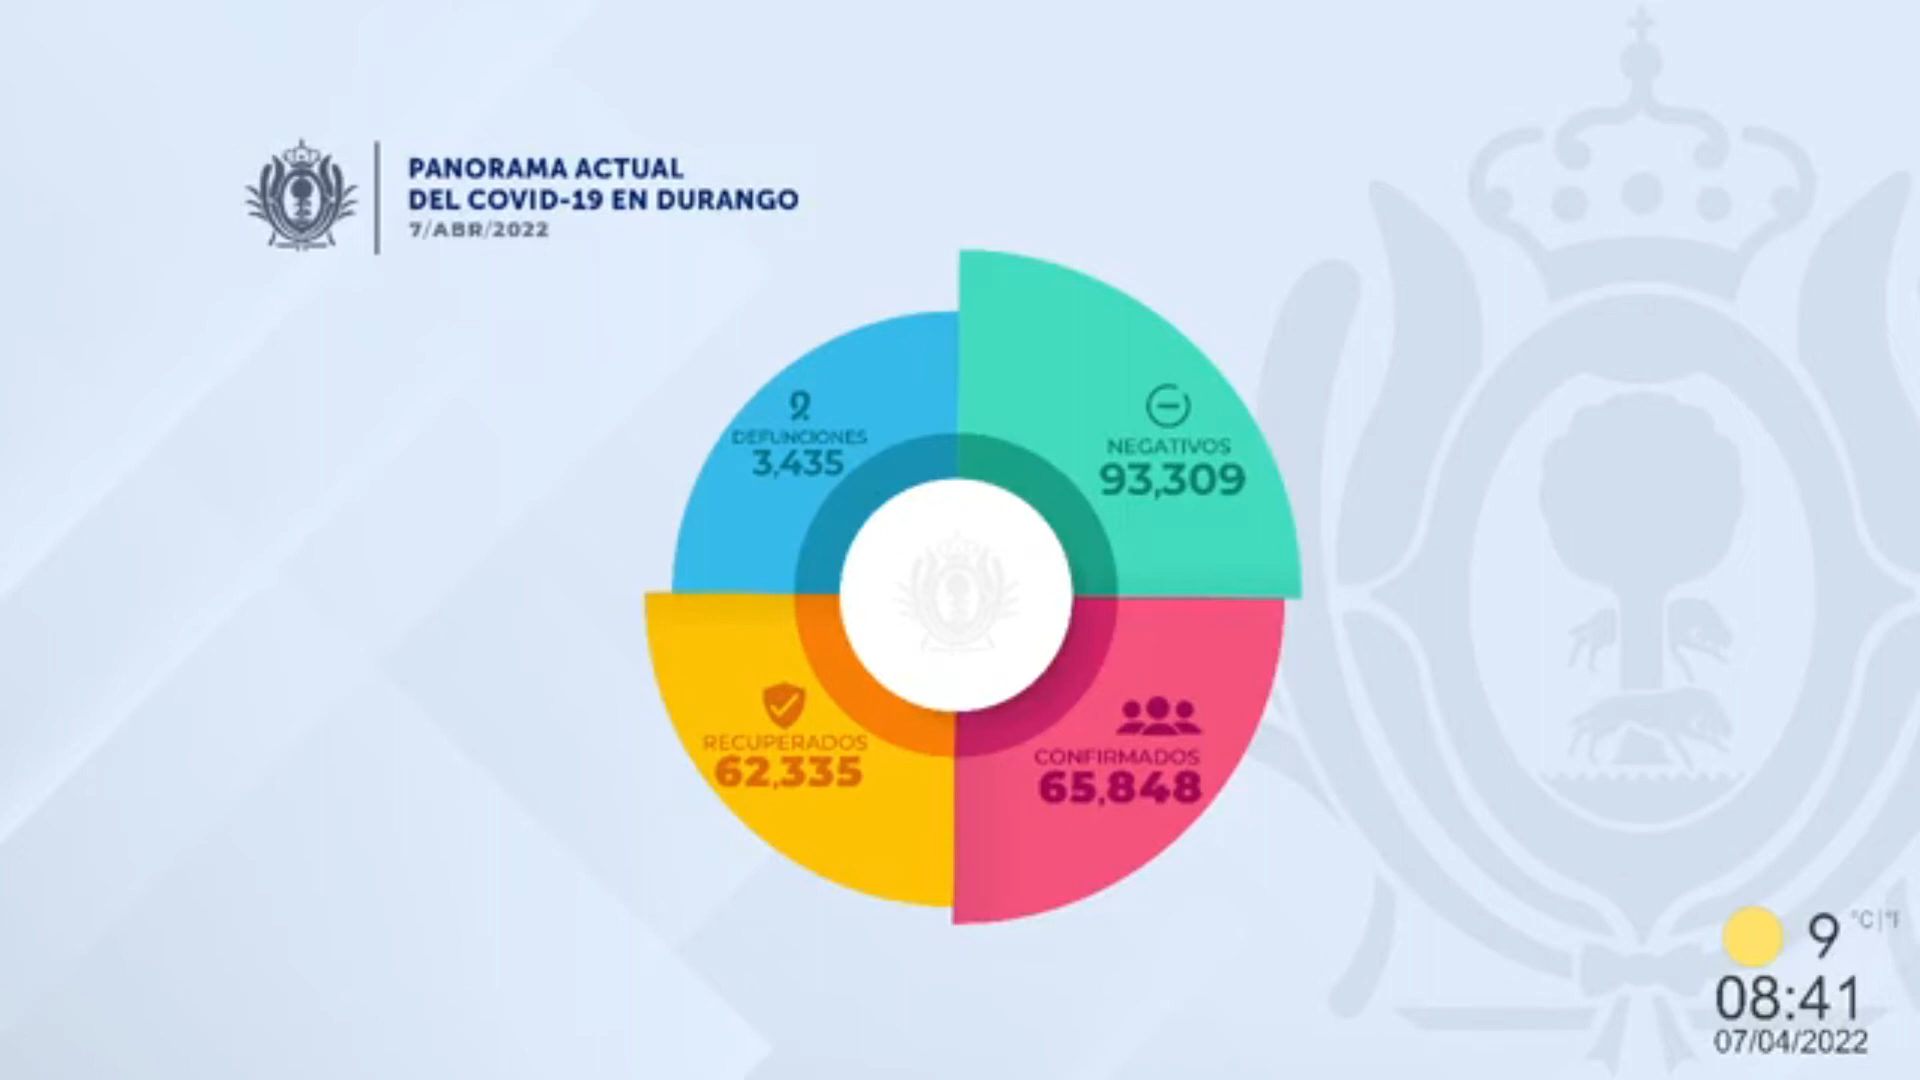 PANORAMA ACTUAL
DEL COVID-19 EN DURANGO
7/ABR/2022
DEFUNCIONES
3,435
NEGATIVOS
93,309
RECUPERADOS
62,335
CONFIRMADOS
65,848
9 °C|°F
08:41
07/04/2022